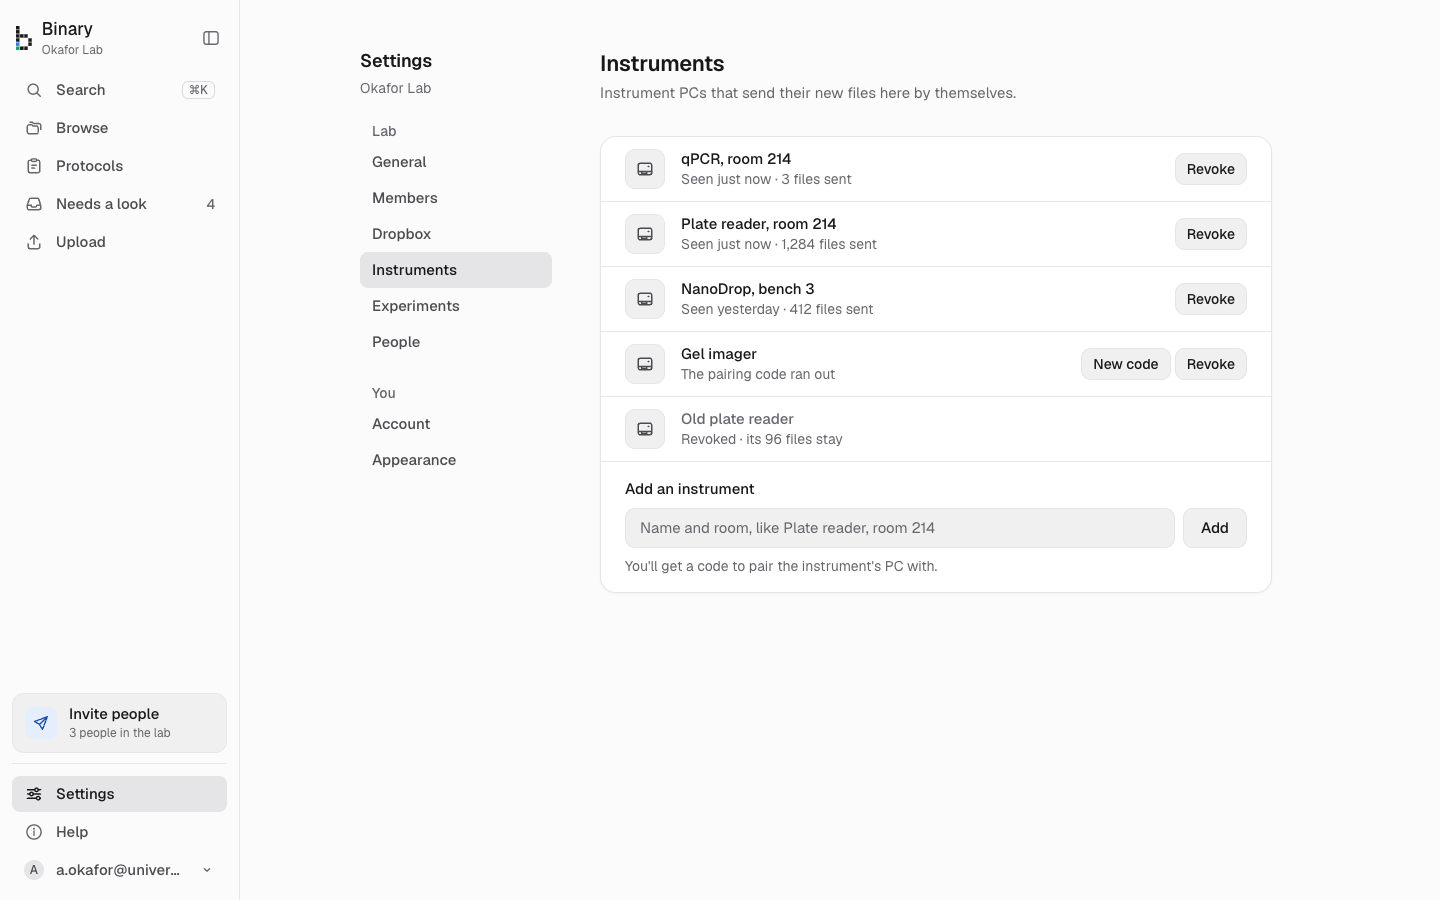 Binary
Okafor Lab
Search
⌘K
Browse
Protocols
Needs a look
4
Upload
Invite people
3 people in the lab
Settings
Help
A
a.okafor@univer...
Settings
Okafor Lab
Lab
General
Members
Dropbox
Instruments
Experiments
People
You
Account
Appearance
Instruments
Instrument PCs that send their new files here by themselves.
qPCR, room 214
Seen just now · 3 files sent
Revoke
Plate reader, room 214
Seen just now · 1,284 files sent
Revoke
NanoDrop, bench 3
Seen yesterday · 412 files sent
Revoke
Gel imager
The pairing code ran out
New code
Revoke
Old plate reader
Revoked · its 96 files stay
Add an instrument
Name and room, like Plate reader, room 214
Add
You'll get a code to pair the instrument's PC with.